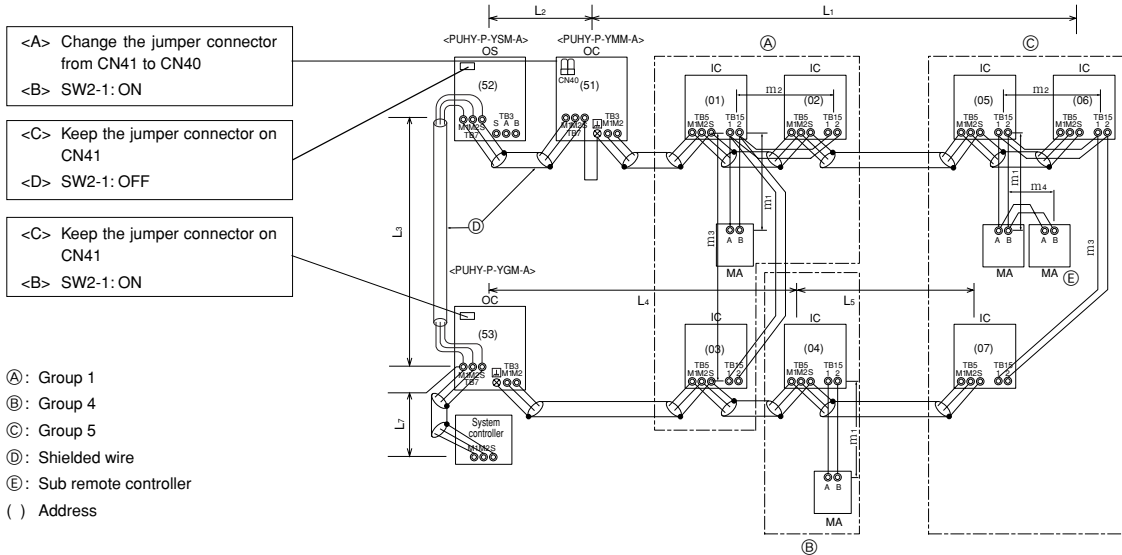 <A> Change the jumper connector
from CN41 to CN40
<B> SW2-1: ON
<C> Keep the jumper connector on
CN41
<D> SW2-1: OFF
<C> Keep the jumper connector on
CN41
<B> SW2-1: ON
Ⓐ: Group 1
Ⓑ: Group 4
Ⓒ: Group 5
Ⓓ: Shielded wire
Ⓔ: Sub remote controller
( ) Address
L2
L1
<PUHY-P-YSM-A>
OS
<PUHY-P-YMM-A>
OC
Ⓐ
Ⓒ
CN40
(52)
(51)
M1M2S
TB7
TB3
S A B
M1M2S
TB7
TB3
M1M2
IC
(01)
TB5
M1M2S
TB15
1 2
m2
IC
(02)
TB5
M1M2S
TB15
1 2
IC
(05)
TB5
M1M2S
TB15
1 2
m2
IC
(06)
TB5
M1M2S
TB15
1 2
L3
Ⓓ
m3
m1
A B
MA
m1
m4
A B
MA
A B
MA
Ⓔ
m3
<PUHY-P-YGM-A>
OC
L4
L5
(53)
M1M2S
TB7
TB3
M1M2
IC
(03)
TB5
M1M2S
TB15
1 2
IC
(04)
TB5
M1M2S
TB15
1 2
IC
(07)
TB5
M1M2S
TB15
1 2
L7
System
controller
M1M2S
m1
A B
MA
Ⓑ